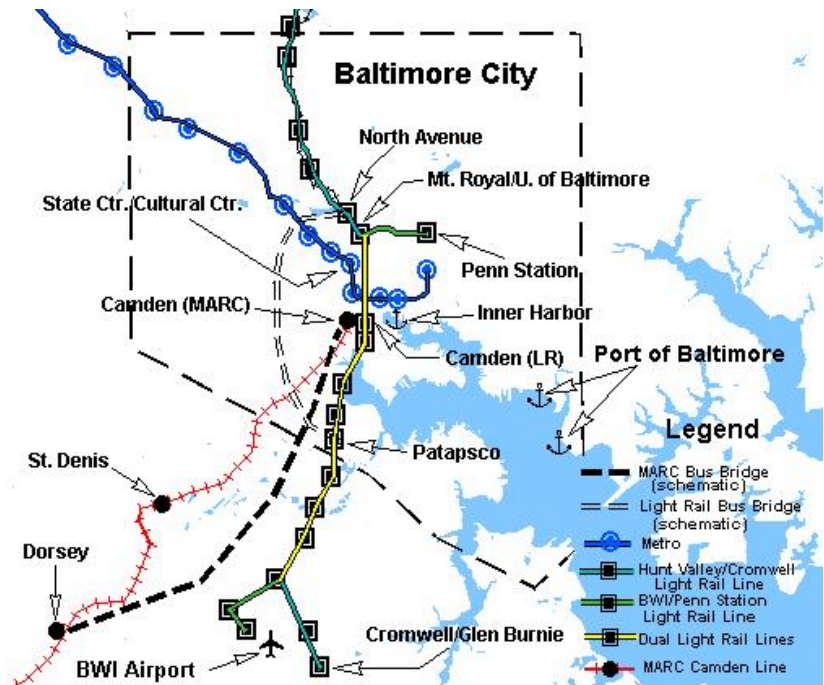 Baltimore City
North Avenue
Mt. Royal/U. of Baltimore
State Ctr./Cultural Ctr.
Penn Station
Camden (MARC)
Inner Harbor
Camden (LR)
Port of Baltimore
Legend
Patapsco
St. Denis
MARC Bus Bridge
(schematic)
Light Rail Bus Bridge
(schematic)
Dorsey
Metro
Hunt Valley/Cromwell
Light Rail Line
BWI/Penn Station
Light Rail Line
Cromwell/Glen Burnie
Dual Light Rail Lines
BWI Airport
MARC Camden Line